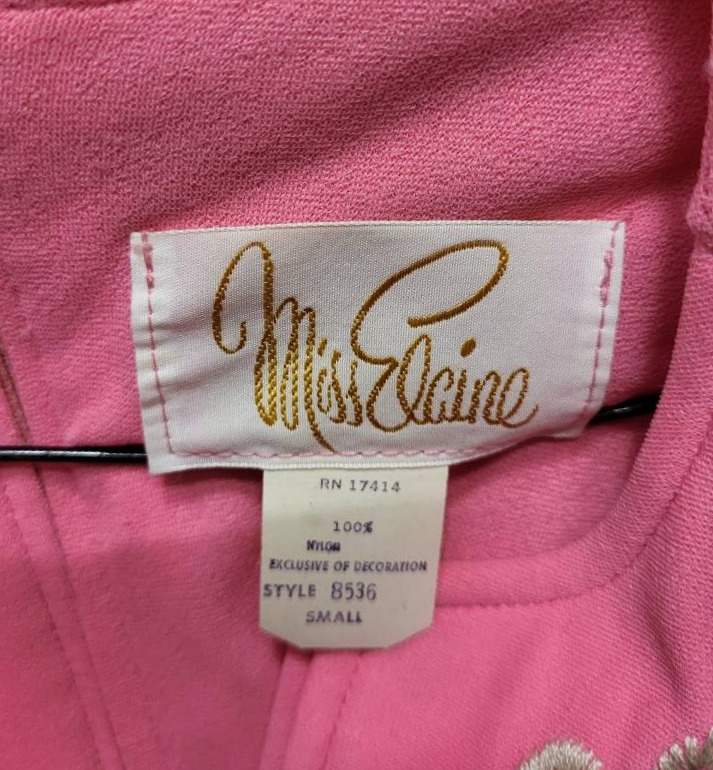 Miss Elaine
RN 17414
100%
NYLON
EXCLUSIVE OF DECORATION
STYLE 8536
SMALL